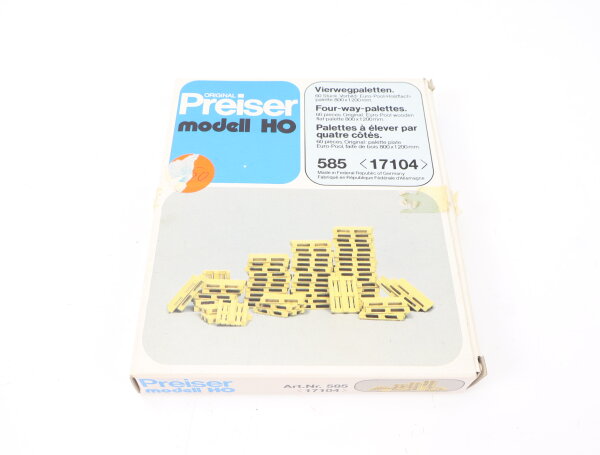 ORIGINAL
Preiser
modell HO
Vierwegpaletten.
60 Stück. Vorbild: Euro-Pool-Holzflach-
palette 800 x 1200 mm.
Four-way-palettes.
60 pieces. Original: Euro Pool wooden
flat palette 800 x 1200 mm.
Palettes à élever par
quatre côtés.
60 pieces. Original: palette plate
Euro-Pool, faite de bois 800 x 1200 mm.
585 <17104>
Made in Federal Republic of Germany
Fabriqué en République Fédérale d'Allemagne
Preiser
modell HO
Art.Nr. 585
<17104>